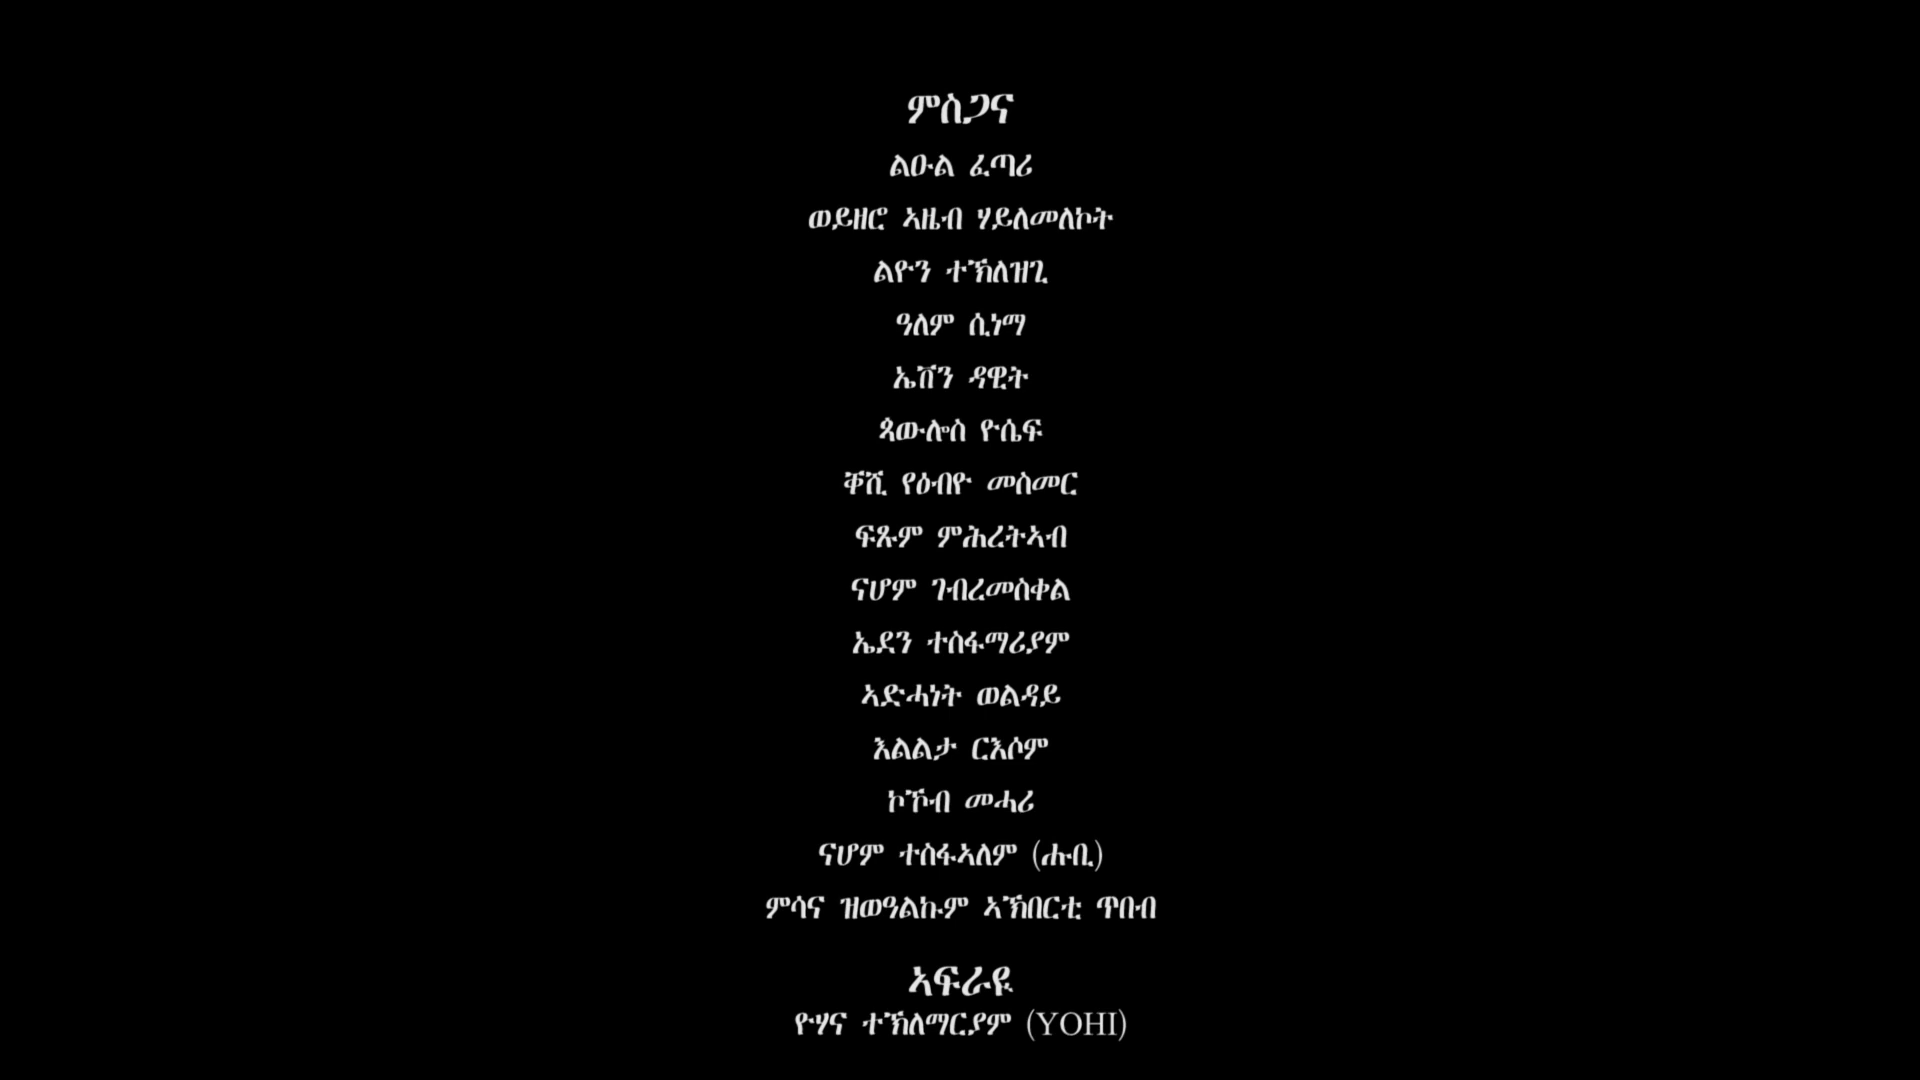 ምስጋና
ልዑል ፈጣሪ
ወይዘሮ ኣዜብ ሃይለመለኮት
ልዮን ተኽለዝጊ
ዓለም ሲነማ
ኤሸን ዳዊት
ጳውሎስ ዮሴፍ
ቸሺ የዕብዮ መስመር
ፍጹም ምሕረትኣብ
ናሆም ገብረመስቀል
ኤደን ተስፋማሪያም
ኣድሓነት ወልዳይ
እልልታ ርእሶም
ኮኾብ መሓሪ
ናሆም ተስፋኣለም (ሑቢ)
ምሳና ዝወዓልኩም ኣኽበርቲ ጥበብ
ኣፍራዪ
ዮሃና ተኽለማርያም (YOHI)